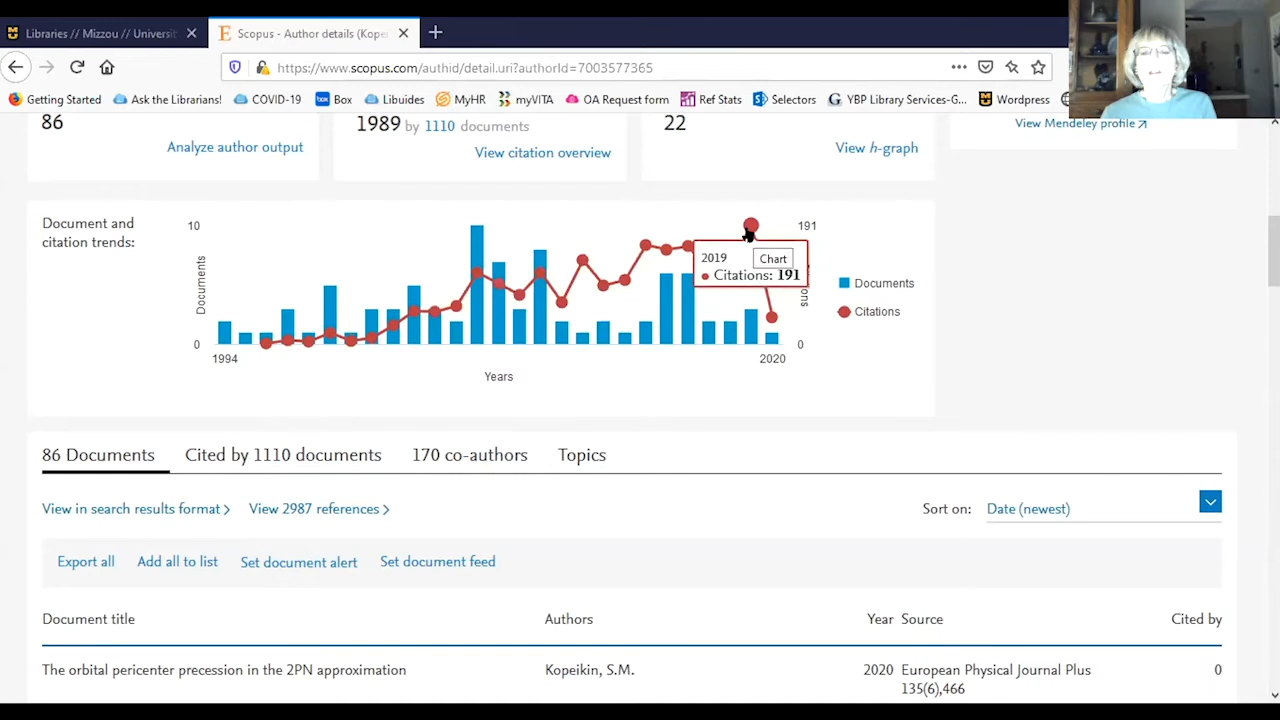 Libraries // Mizzou // Universit
Scopus - Author details (Kope
https://www.scopus.com/authid/detail.uri?authorId=7003577365
Getting Started Ask the Librarians! COVID-19 Box Libuides MyHR myVITA OA Request form Ref Stats Selectors YBP Library Services-G... Wordpress
86 1989 by 1110 documents 22 View Mendeley profile
Analyze author output View citation overview View h-graph
Document and
citation trends:
10
Documents
0
1994
2020
Years
191
0
2019
Chart
Citations: 191
Documents
Citations
86 Documents Cited by 1110 documents 170 co-authors Topics
View in search results format View 2987 references Sort on: Date (newest)
Export all Add all to list Set document alert Set document feed
Document title Authors Year Source Cited by
The orbital pericenter precession in the 2PN approximation Kopeikin, S.M. 2020 European Physical Journal Plus 0
135(6),466